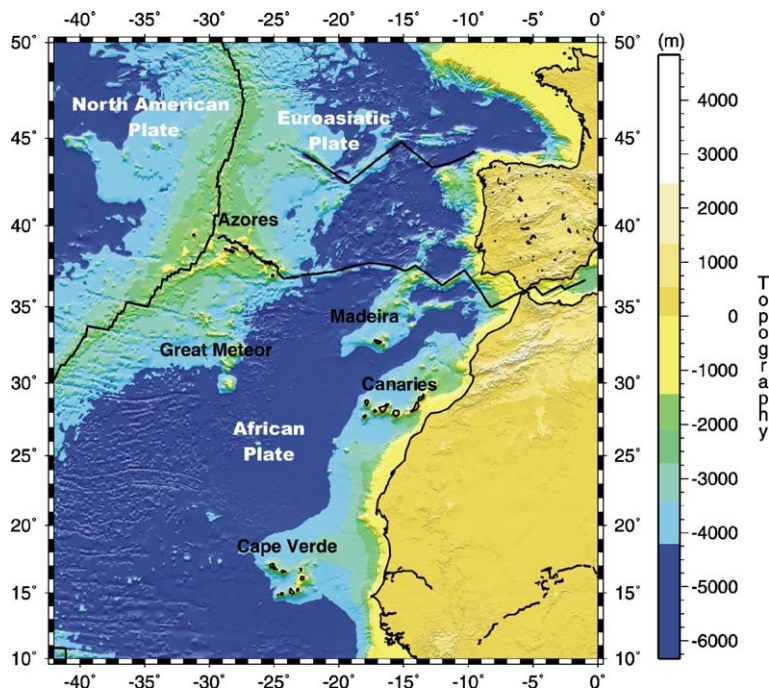 -40˚ -35˚ -30˚ -25˚ -20˚ -15˚ -10˚ -5˚ 0˚
50˚ 50˚ (m)
North American
Plate
Euroasiatic
Plate
45˚ 45˚
40˚ 40˚
Azores
35˚ 35˚
Madeira
Great Meteor
30˚ 30˚
Canaries
African
Plate
25˚ 25˚
20˚ 20˚
Cape Verde
15˚ 15˚
10˚ 10˚
-40˚ -35˚ -30˚ -25˚ -20˚ -15˚ -10˚ -5˚ 0˚
4000
3000
2000
1000
0
-1000
-2000
-3000
-4000
-5000
-6000
Topography